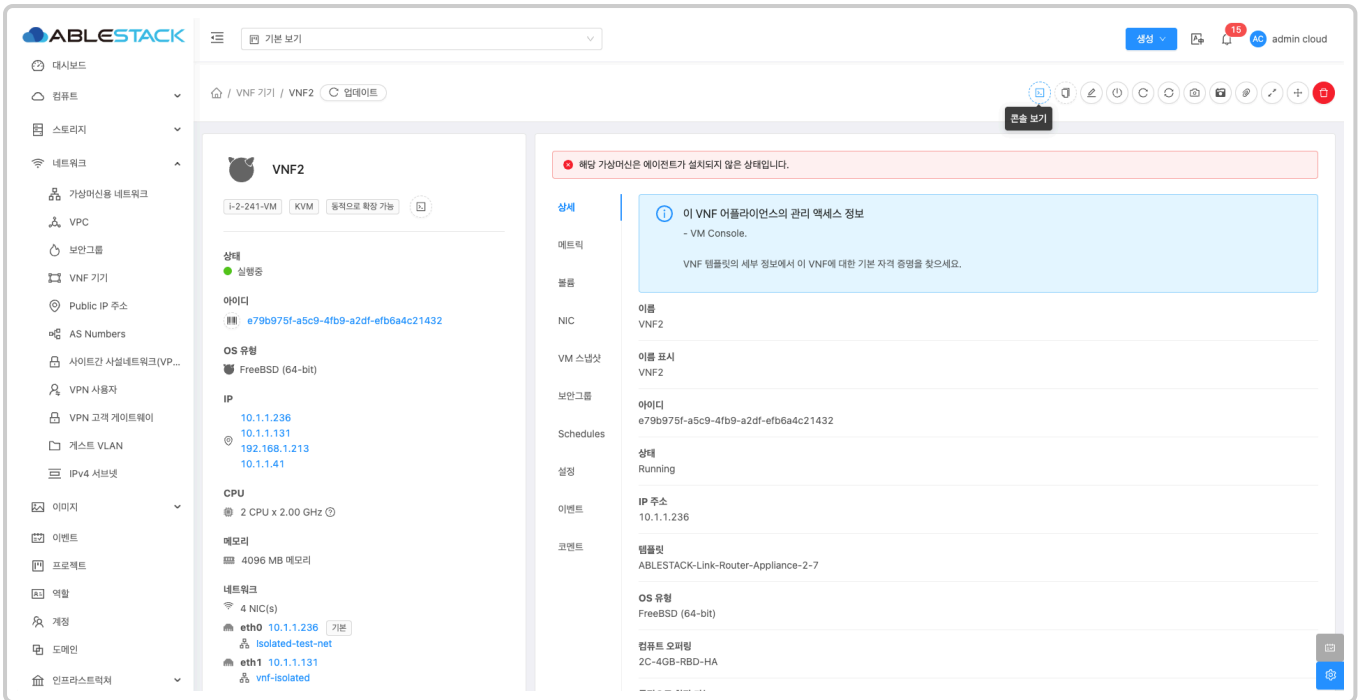 ABLESTACK
기본 보기
생성
15
AC
admin cloud
대시보드
컴퓨트
스토리지
네트워크
가상머신용 네트워크
VPC
보안그룹
VNF 기기
Public IP 주소
AS Numbers
사이트간 사설네트워크(VP...
VPN 사용자
VPN 고객 게이트웨이
게스트 VLAN
IPv4 서브넷
이미지
이벤트
프로젝트
역할
계정
도메인
인프라스트럭쳐
/ VNF 기기 / VNF2
업데이트
콘솔 보기
VNF2
i-2-241-VM
KVM
동적으로 확장 가능
상태
실행중
아이디
e79b975f-a5c9-4fb9-a2df-efb6a4c21432
OS 유형
FreeBSD (64-bit)
IP
10.1.1.236
10.1.1.131
192.168.1.213
10.1.1.41
CPU
2 CPU x 2.00 GHz
메모리
4096 MB 메모리
네트워크
4 NIC(s)
eth0 10.1.1.236 기본
Isolated-test-net
eth1 10.1.1.131
vnf-isolated
해당 가상머신은 에이전트가 설치되지 않은 상태입니다.
상세
메트릭
볼륨
NIC
VM 스냅샷
보안그룹
Schedules
설정
이벤트
코멘트
이 VNF 어플라이언스의 관리 액세스 정보
- VM Console.
VNF 템플릿의 세부 정보에서 이 VNF에 대한 기본 자격 증명을 찾으세요.
이름
VNF2
이름 표시
VNF2
아이디
e79b975f-a5c9-4fb9-a2df-efb6a4c21432
상태
Running
IP 주소
10.1.1.236
템플릿
ABLESTACK-Link-Router-Appliance-2-7
OS 유형
FreeBSD (64-bit)
컴퓨트 오퍼링
2C-4GB-RBD-HA